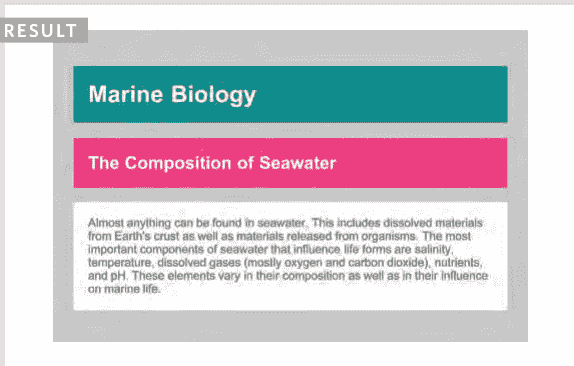 RESULT
Marine Biology
The Composition of Seawater
Almost anything can be found in seawater. This includes dissolved materials
from Earth's crust as well as materials released from organisms. The most
important components of seawater that influence life forms are salinity,
temperature, dissolved gases (mostly oxygen and carbon dioxide), nutrients,
and pH. These elements vary in their composition as well as in their influence
on marine life.